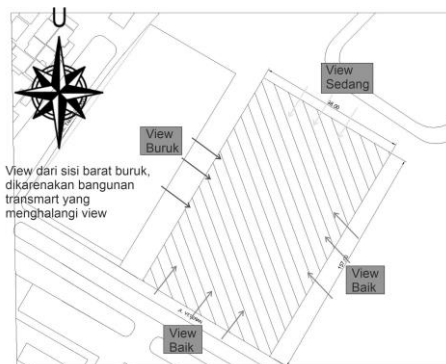 U
View
Sedang
View
Buruk
View dari sisi barat buruk,
dikarenakan bangunan
transmart yang
menghalangi view
View
Baik
View
Baik